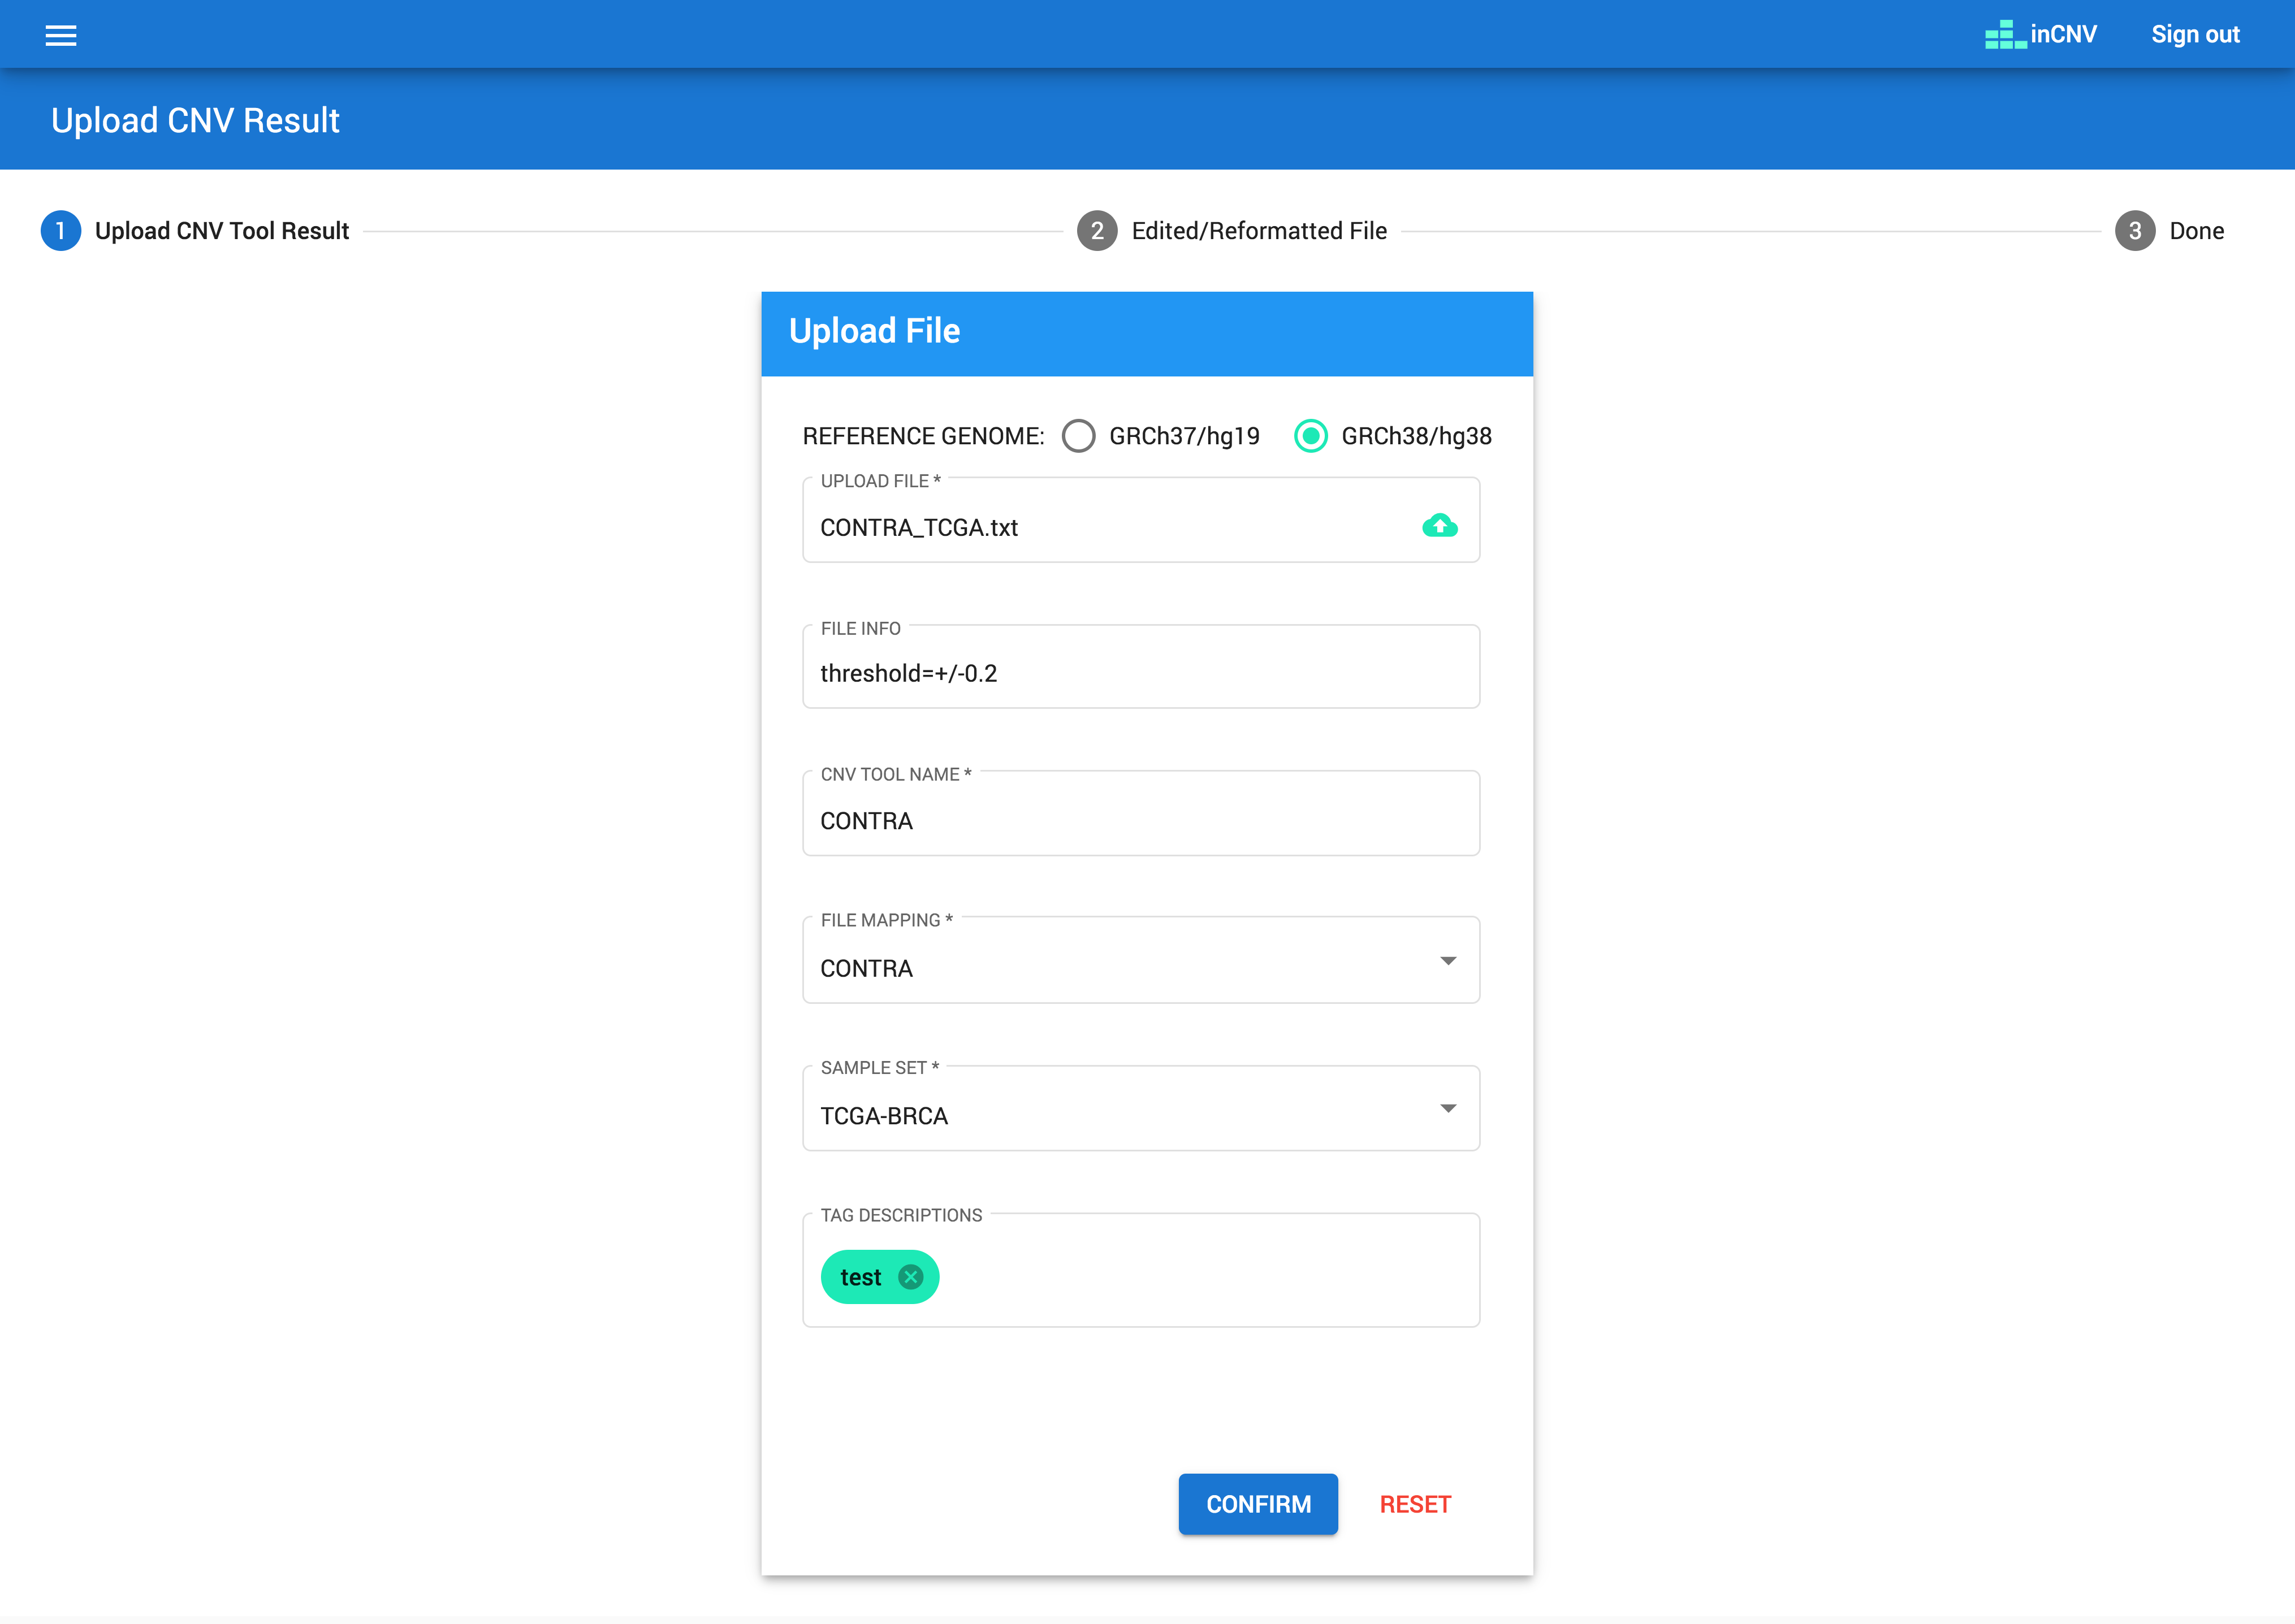 inCNV Sign out
Upload CNV Result
1 Upload CNV Tool Result 2 Edited/Reformatted File 3 Done
Upload File
REFERENCE GENOME: GRCh37/hg19 GRCh38/hg38
UPLOAD FILE *
CONTRA_TCGA.txt
FILE INFO
threshold=+/-0.2
CNV TOOL NAME *
CONTRA
FILE MAPPING *
CONTRA
SAMPLE SET *
TCGA-BRCA
TAG DESCRIPTIONS
test
CONFIRM RESET